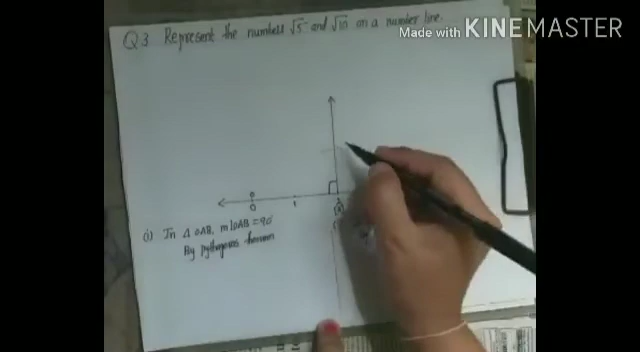 Made with KINEMASTER
Q3 Represent the numbers √5 and √10 on a number line.
0 1 2
O (A)
(i) In Δ OAB, m∠OAB = 90°
By pythagoras theorem